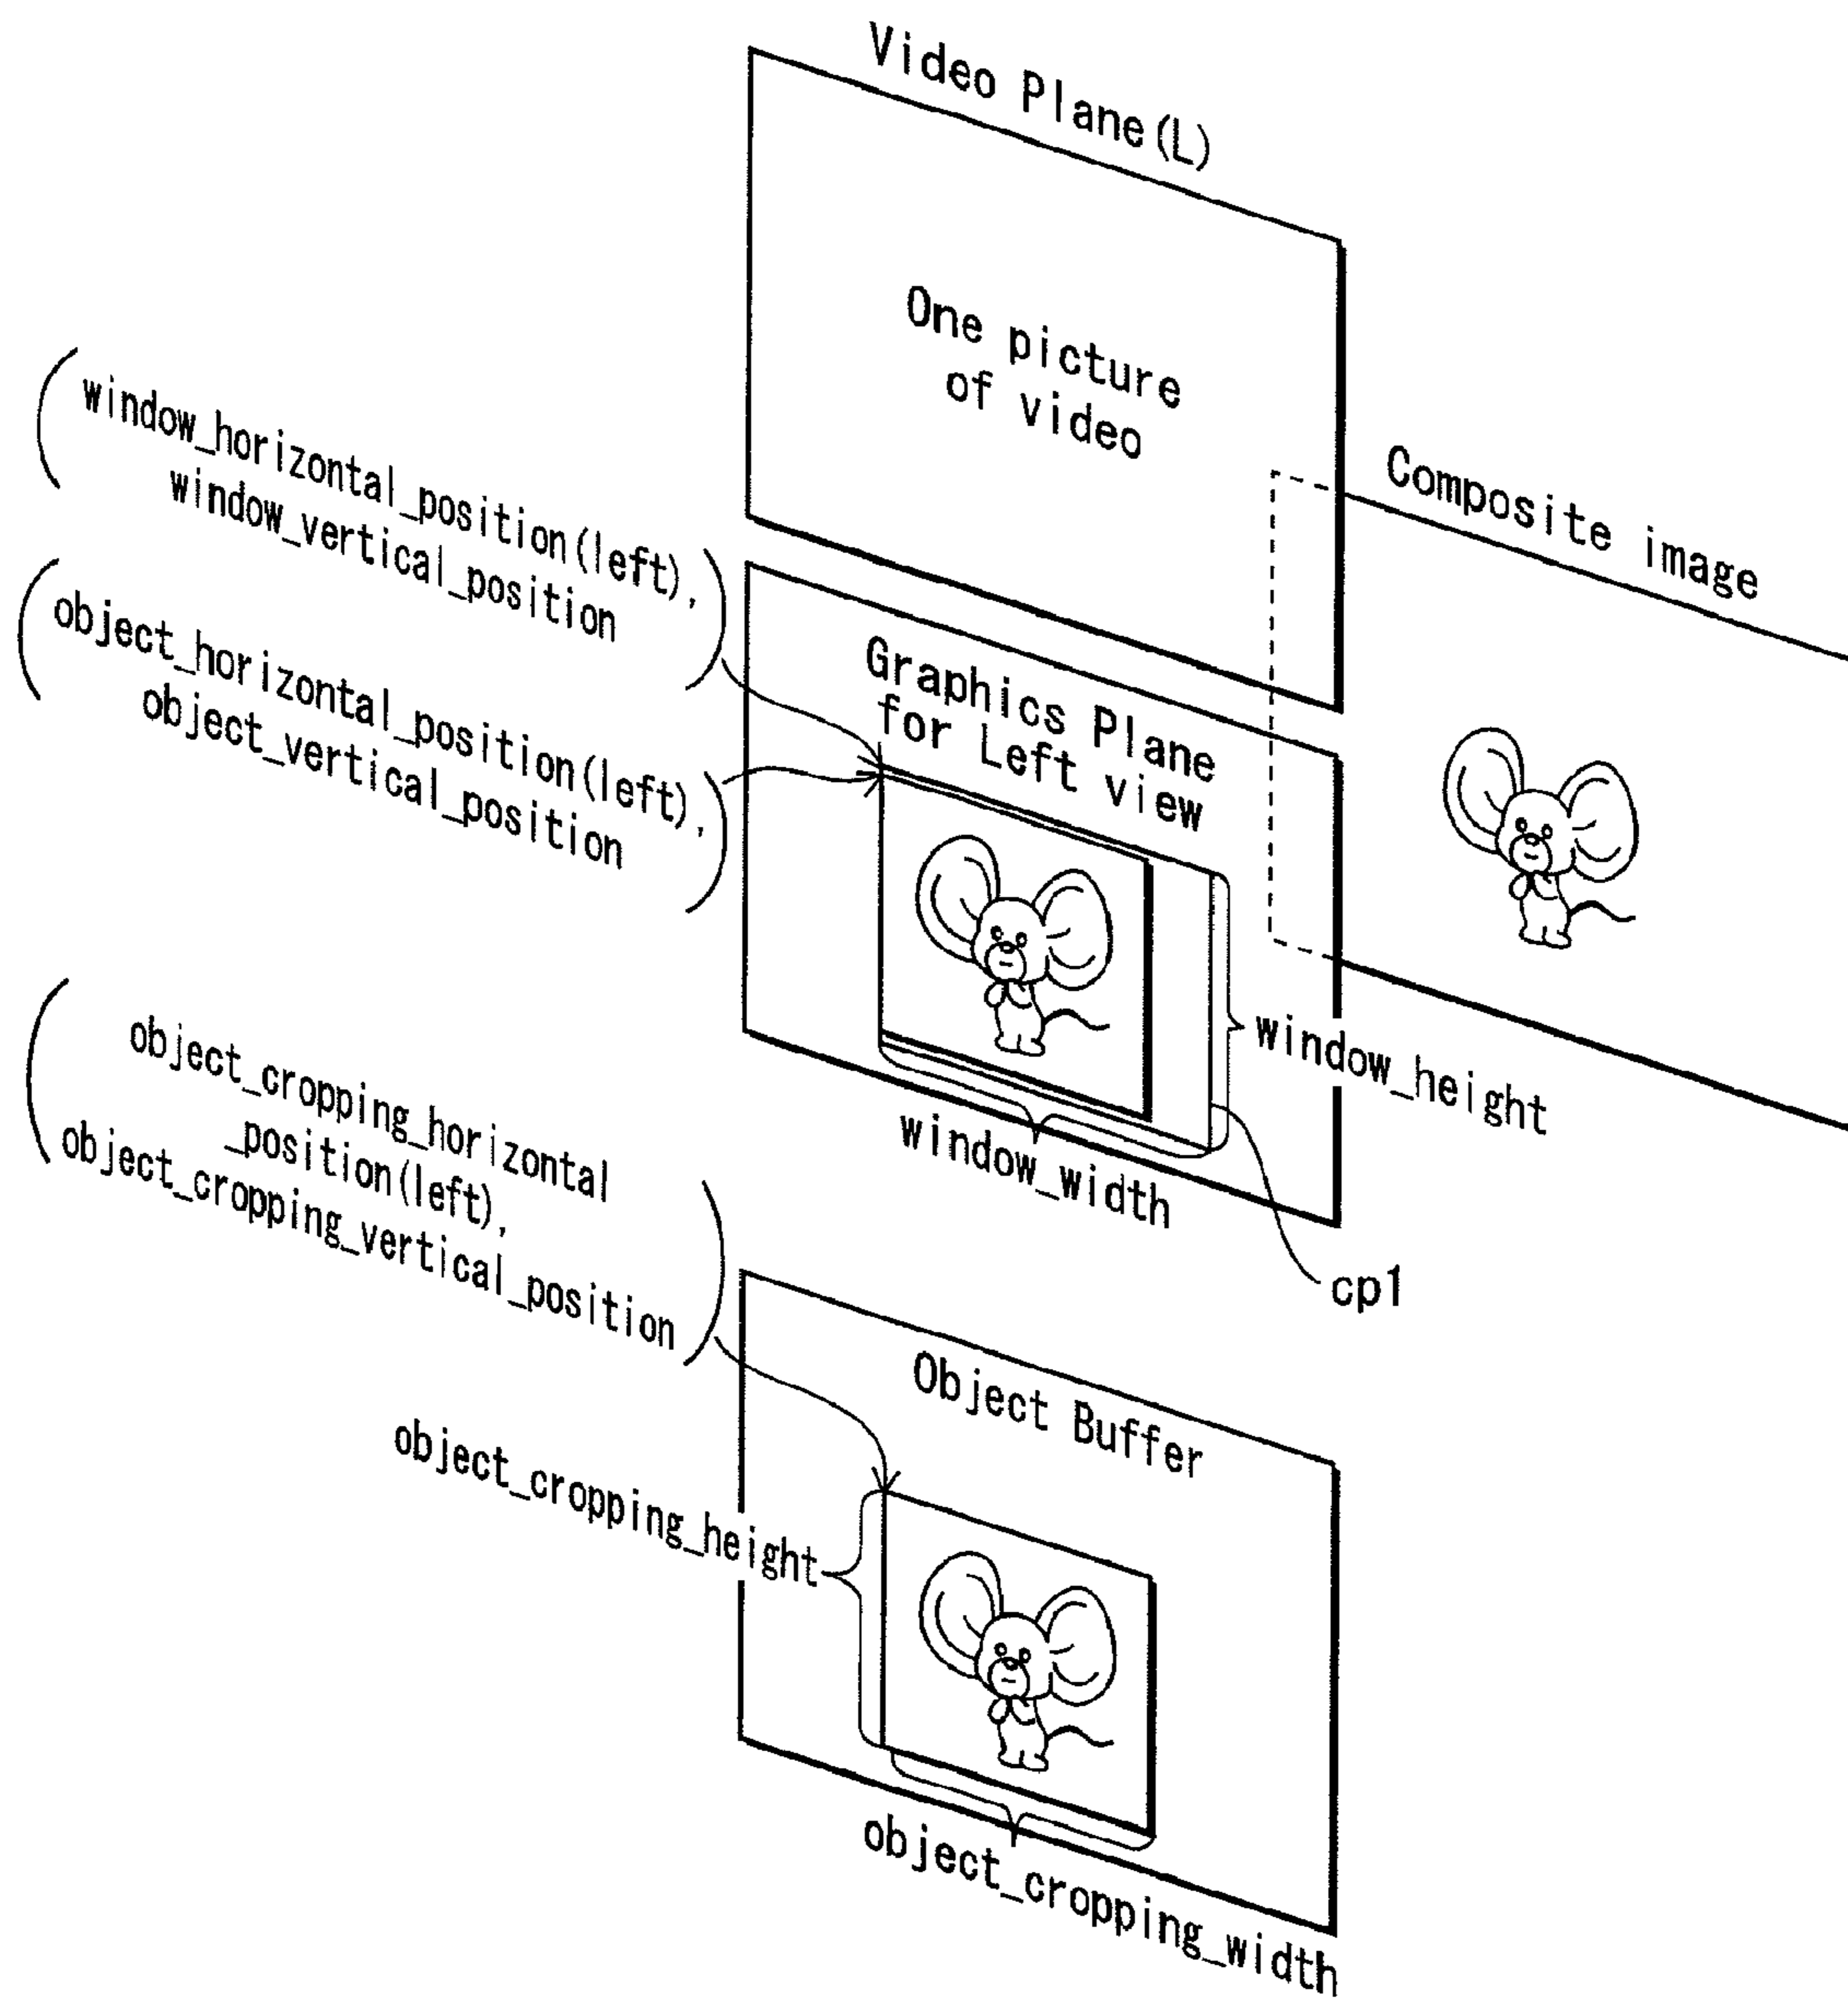 Video Plane(L)
One picture
of video
Composite image
window_horizontal_position(left),
window_vertical_position
object_horizontal_position(left),
object_vertical_position
Graphics Plane
for Left view
window_height
window_width
cp1
object_cropping_horizontal
_position(left),
object_cropping_vertical_position
Object Buffer
object_cropping_height
object_cropping_width